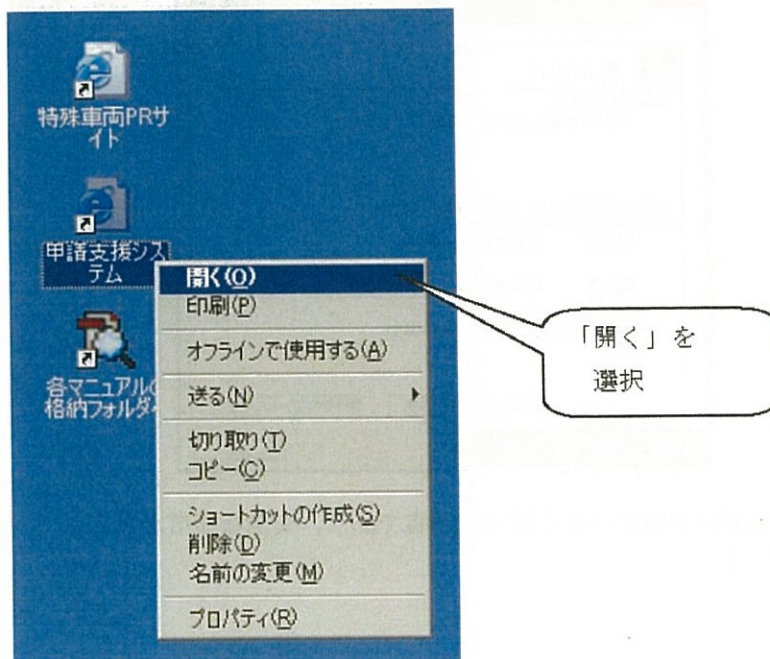 特殊車両PRサ
イト
申請支援シス
テム
各マニュアルの
格納フォルダ
開く(O)
印刷(P)
オフラインで使用する(A)
送る(N)
切り取り(T)
コピー(C)
ショートカットの作成(S)
削除(D)
名前の変更(M)
プロパティ(R)
「開く」を
選択